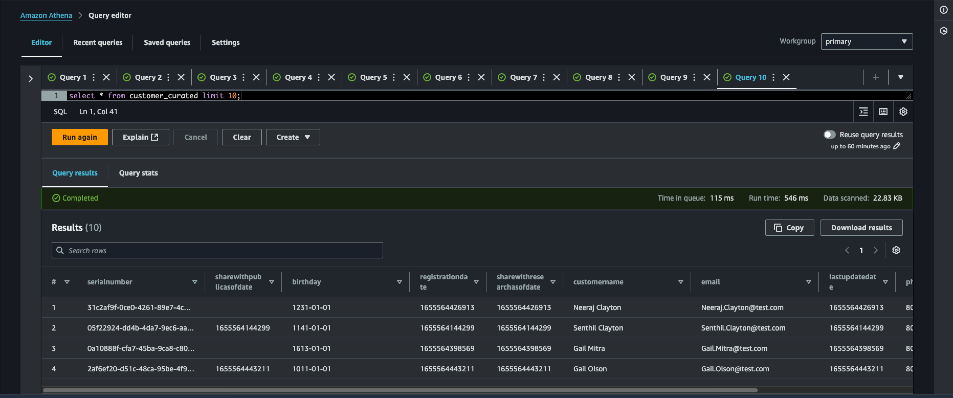 Amazon Athena > Query editor
Editor Recent queries Saved queries Settings Workgroup primary
Query 1 Query 2 Query 3 Query 4 Query 5 Query 6 Query 7 Query 8 Query 9 Query 10
1 select * from customer_curated limit 10;
SQL Ln 1, Col 41
Run again Explain Cancel Clear Create Reuse query results
up to 60 minutes ago
Query results Query stats
Completed Time in queue: 115 ms Run time: 546 ms Data scanned: 22.83 KB
Results (10) Copy Download results
Search rows 1
# serialnumber sharewithpublicasofdate birthday registrationdate sharewithresearchasofdate customername email lastupdatedate ph
1 31c2af9f-0ce0-4261-89e7-4c... 1231-01-01 1655564426913 1655564426913 Neeraj Clayton Neeraj.Clayton@test.com 1655564426913 80
2 05f22924-dd4b-4da7-9ec6-aa... 1655564144299 1141-01-01 1655564144299 1655564144299 Senthil Clayton Senthil.Clayton@test.com 1655564144299 80
3 0a10888f-cfa7-45ba-9ca8-c80... 1613-01-01 1655564398569 1655564398569 Gail Mitra Gail.Mitra@test.com 1655564398569 80
4 2af6ef20-d51c-48ca-95be-4f9... 1655564443211 1011-01-01 1655564443211 1655564443211 Gail Olson Gail.Olson@test.com 1655564443211 80